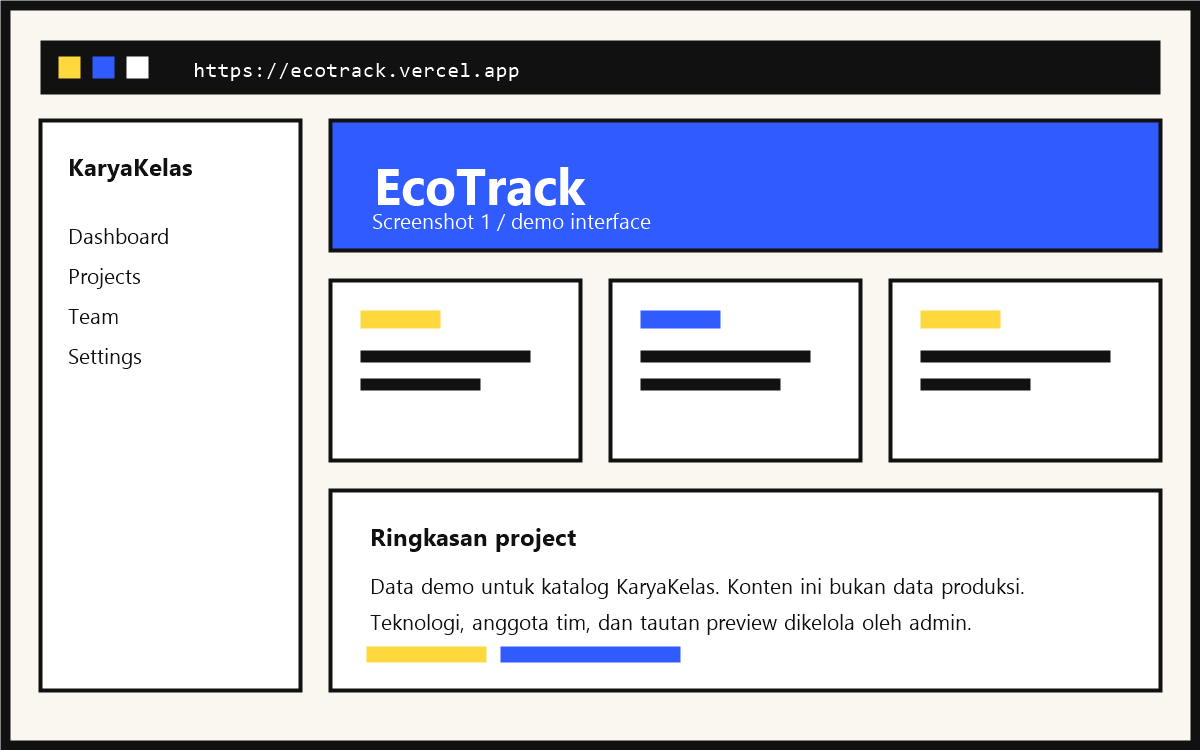 https://ecotrack.vercel.app
KaryaKelas
Dashboard
Projects
Team
Settings
EcoTrack
Screenshot 1 / demo interface
Ringkasan project
Data demo untuk katalog KaryaKelas. Konten ini bukan data produksi.
Teknologi, anggota tim, dan tautan preview dikelola oleh admin.